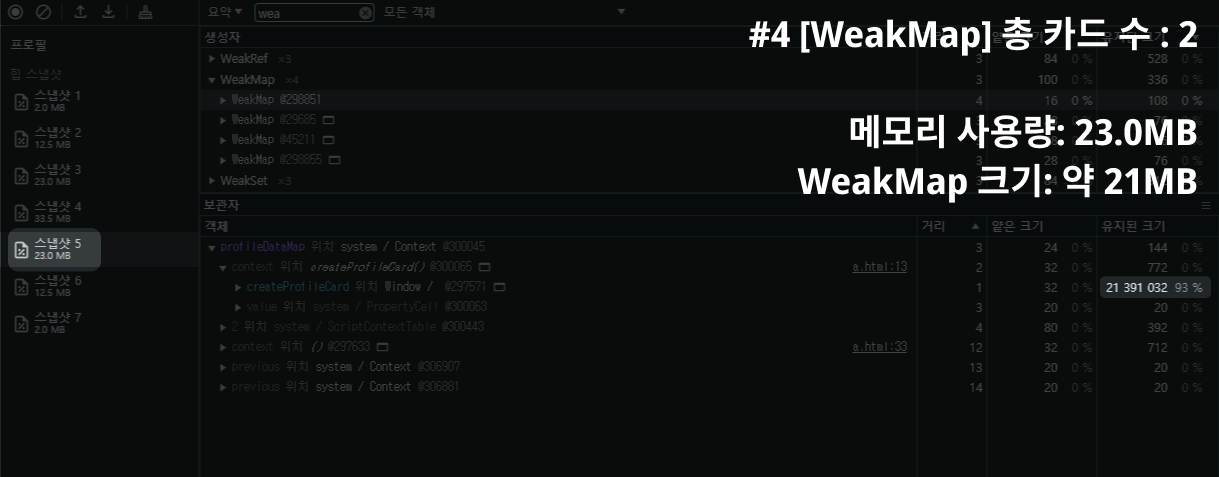 요약 wea 모든 객체
#4 [WeakMap] 총 카드 수 : 2
메모리 사용량: 23.0MB
WeakMap 크기: 약 21MB
프로필
힙 스냅샷
스냅샷 1
2.0 MB
스냅샷 2
12.5 MB
스냅샷 3
23.0 MB
스냅샷 4
33.5 MB
스냅샷 5
23.0 MB
스냅샷 6
12.5 MB
스냅샷 7
2.0 MB
생성자
WeakRef ×3 3 84 0 % 528 0 %
WeakMap ×4 3 100 0 % 336 0 %
WeakMap @298851 4 16 0 % 108 0 %
WeakMap @29685
WeakMap @45211
WeakMap @298855 3 28 0 % 76 0 %
WeakSet ×3
보관자
객체 거리 얕은 크기 유지된 크기
profileDataMap 위치 system / Context @300045 3 24 0 % 144 0 %
context 위치 createProfileCard() @300065 a.html:13 2 32 0 % 772 0 %
createProfileCard 위치 Window / @297571 1 32 0 % 21 391 032 93 %
value 위치 system / PropertyCell @300063 3 20 0 % 20 0 %
2 위치 system / ScriptContextTable @300443 4 80 0 % 392 0 %
context 위치 () @297633 a.html:33 12 32 0 % 712 0 %
previous 위치 system / Context @306907 13 20 0 % 20 0 %
previous 위치 system / Context @306881 14 20 0 % 20 0 %